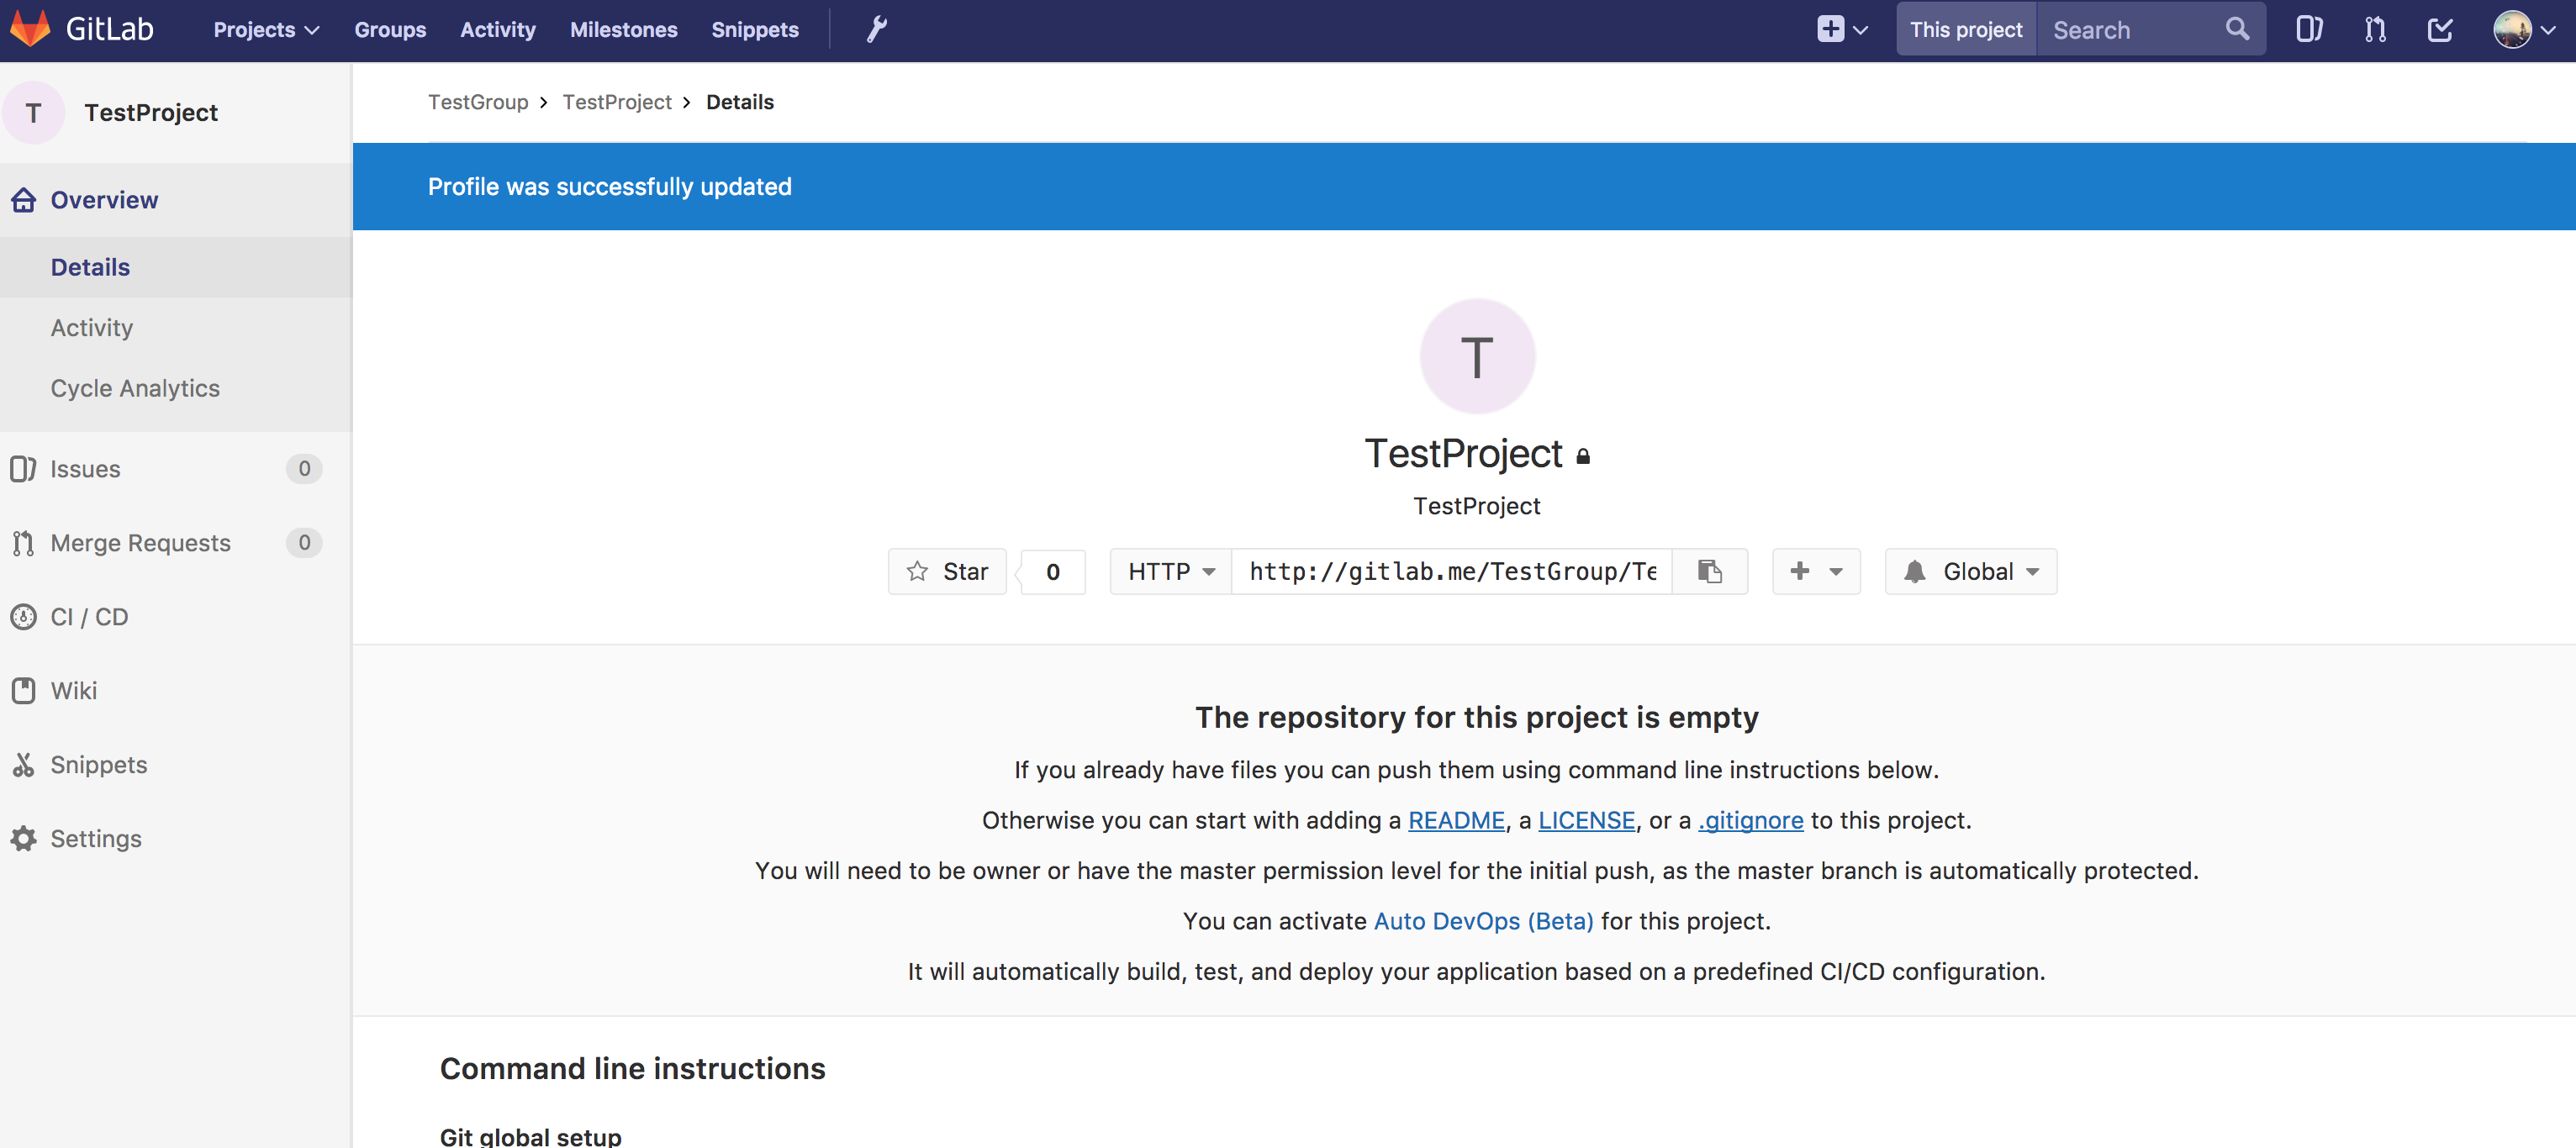 GitLab Projects Groups Activity Milestones Snippets This project Search
T TestProject
Overview
Details
Activity
Cycle Analytics
Issues 0
Merge Requests 0
CI / CD
Wiki
Snippets
Settings
TestGroup > TestProject > Details
Profile was successfully updated
T
TestProject
TestProject
Star 0 HTTP http://gitlab.me/TestGroup/Te + Global
The repository for this project is empty
If you already have files you can push them using command line instructions below.
Otherwise you can start with adding a README, a LICENSE, or a .gitignore to this project.
You will need to be owner or have the master permission level for the initial push, as the master branch is automatically protected.
You can activate Auto DevOps (Beta) for this project.
It will automatically build, test, and deploy your application based on a predefined CI/CD configuration.
Command line instructions
Git global setup